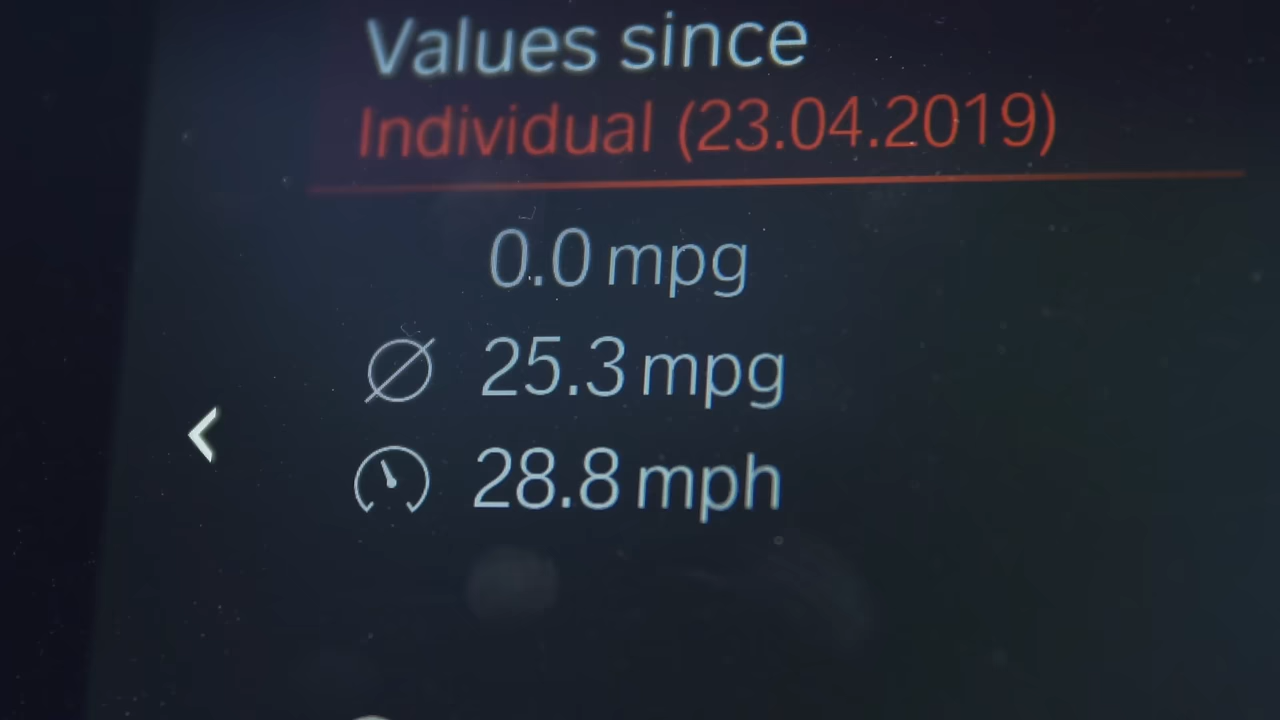 Values since
Individual (23.04.2019)
0.0 mpg
25.3 mpg
28.8 mph